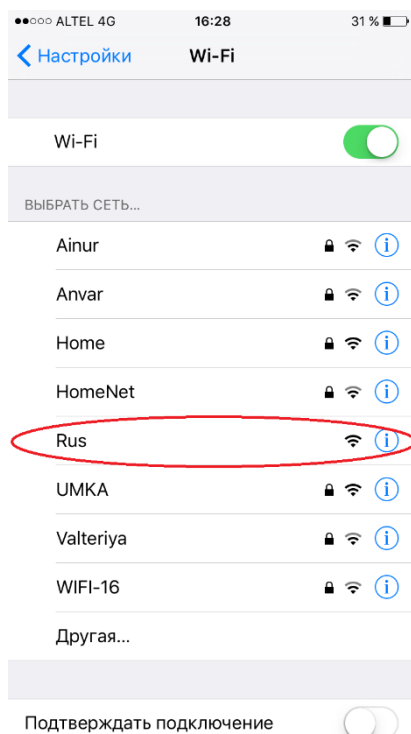 ALTEL 4G 16:28 31 %
Настройки Wi-Fi
Wi-Fi
ВЫБРАТЬ СЕТЬ...
Ainur
Anvar
Home
HomeNet
Rus
UMKA
Valteriya
WIFI-16
Другая...
Подтверждать подключение